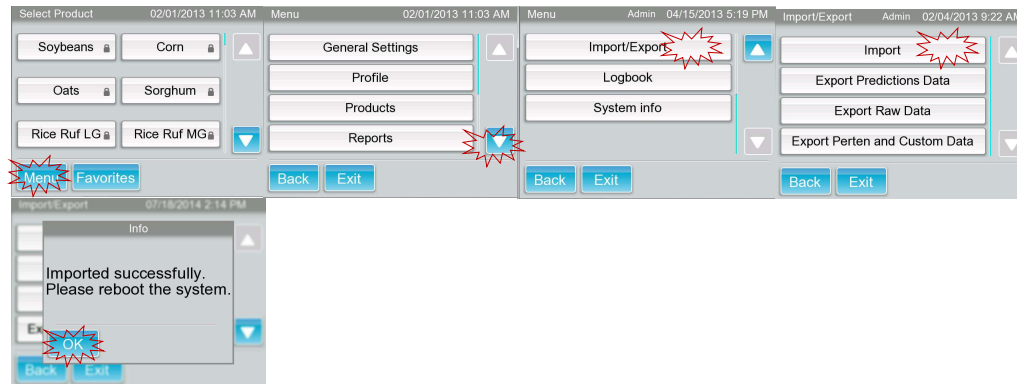 Select Product 02/01/2013 11:03 AM
Soybeans Corn
Oats Sorghum
Rice Ruf LG Rice Ruf MG
Menu Favorites
Menu 02/01/2013 11:03 AM
General Settings
Profile
Products
Reports
Back Exit
Menu Admin 04/15/2013 5:19 PM
Import/Export
Logbook
System info
Back Exit
Import/Export Admin 02/04/2013 9:22 AM
Import
Export Predictions Data
Export Raw Data
Export Perten and Custom Data
Back Exit
Import/Export 07/18/2014 2:14 PM
Info
Imported successfully.
Please reboot the system.
Ex
OK
Back Exit